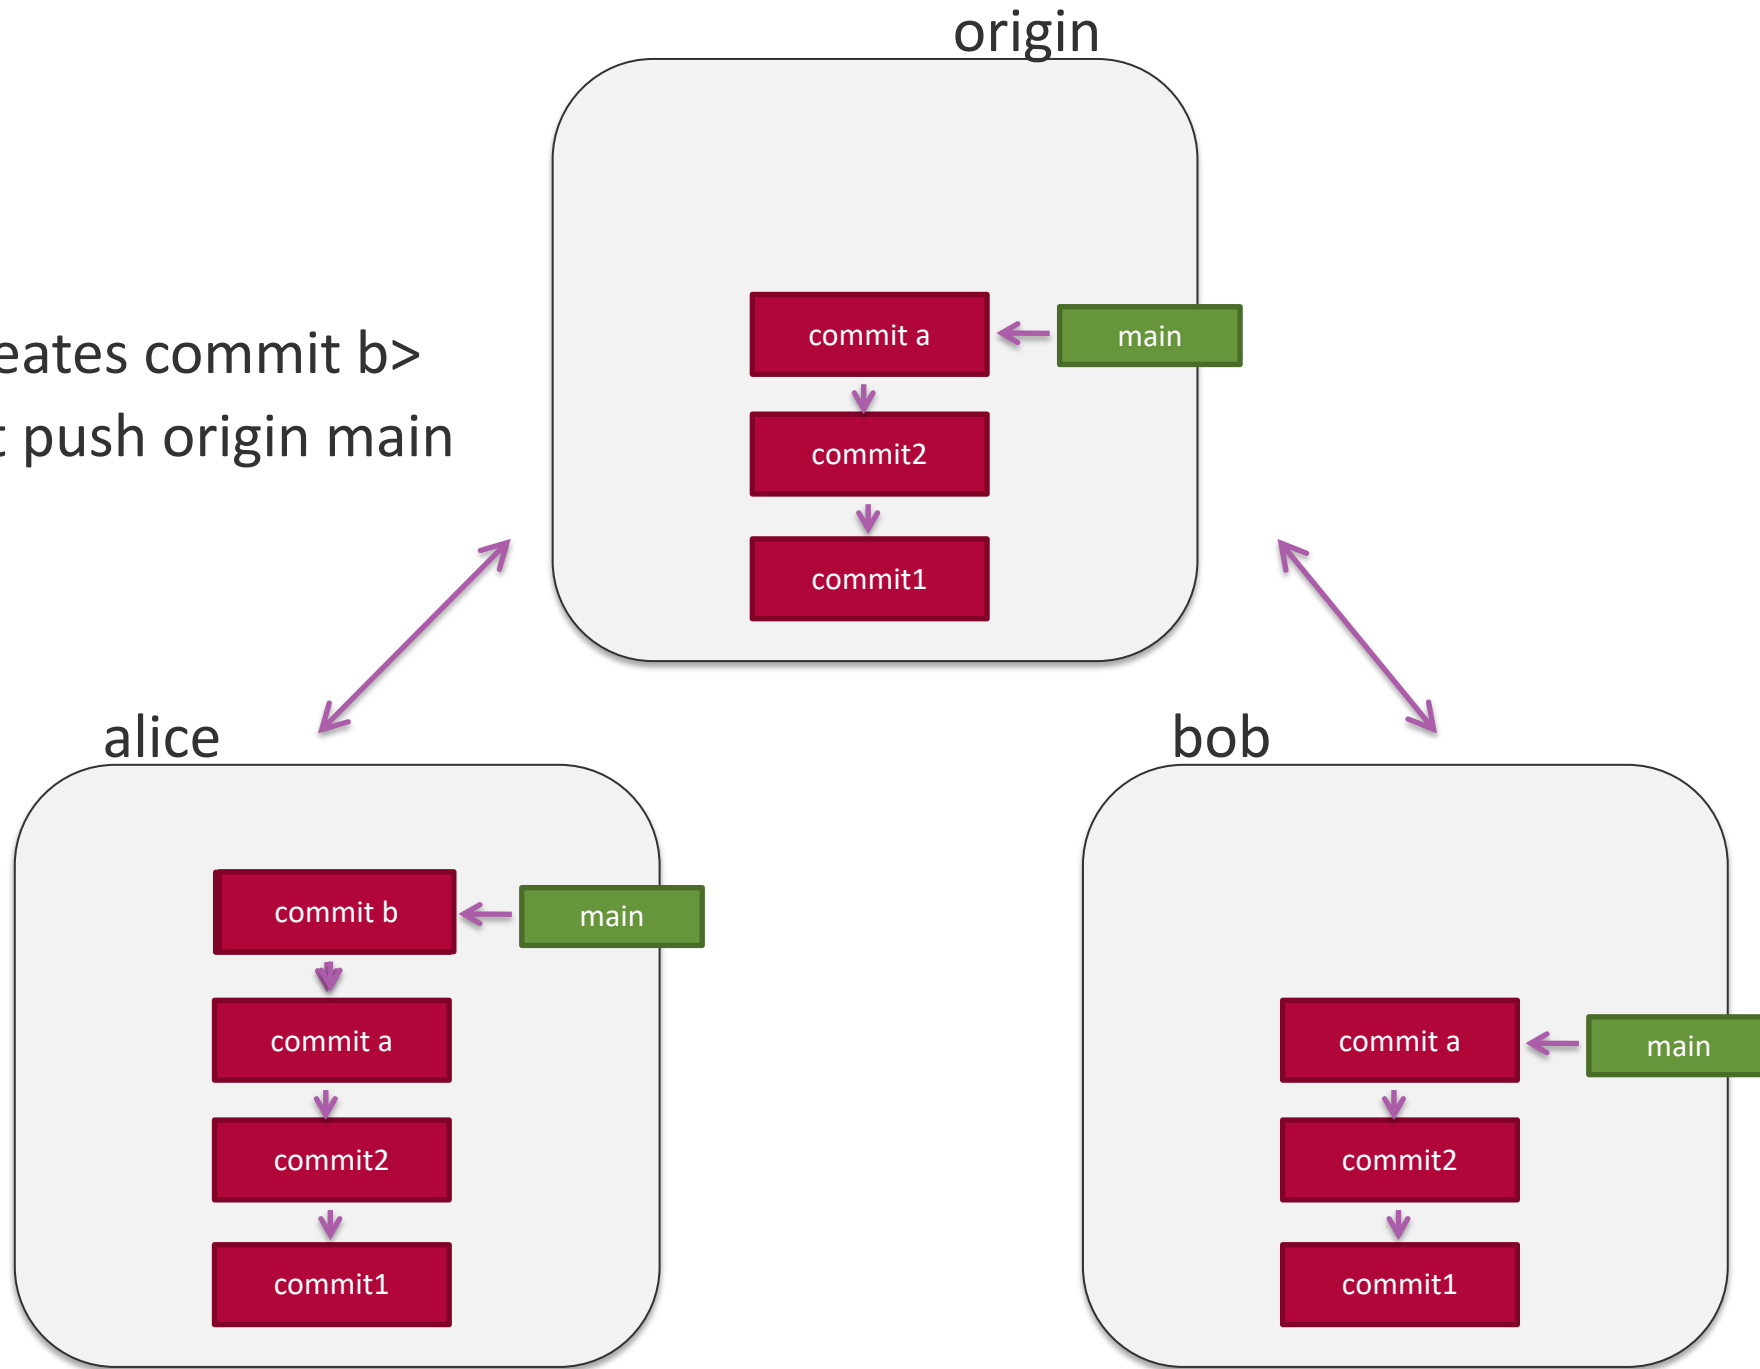 origin
commit a
main
eates commit b>
t push origin main
commit2
commit1
alice
bob
commit b
main
commit a
commit2
commit1
commit a
main
commit2
commit1